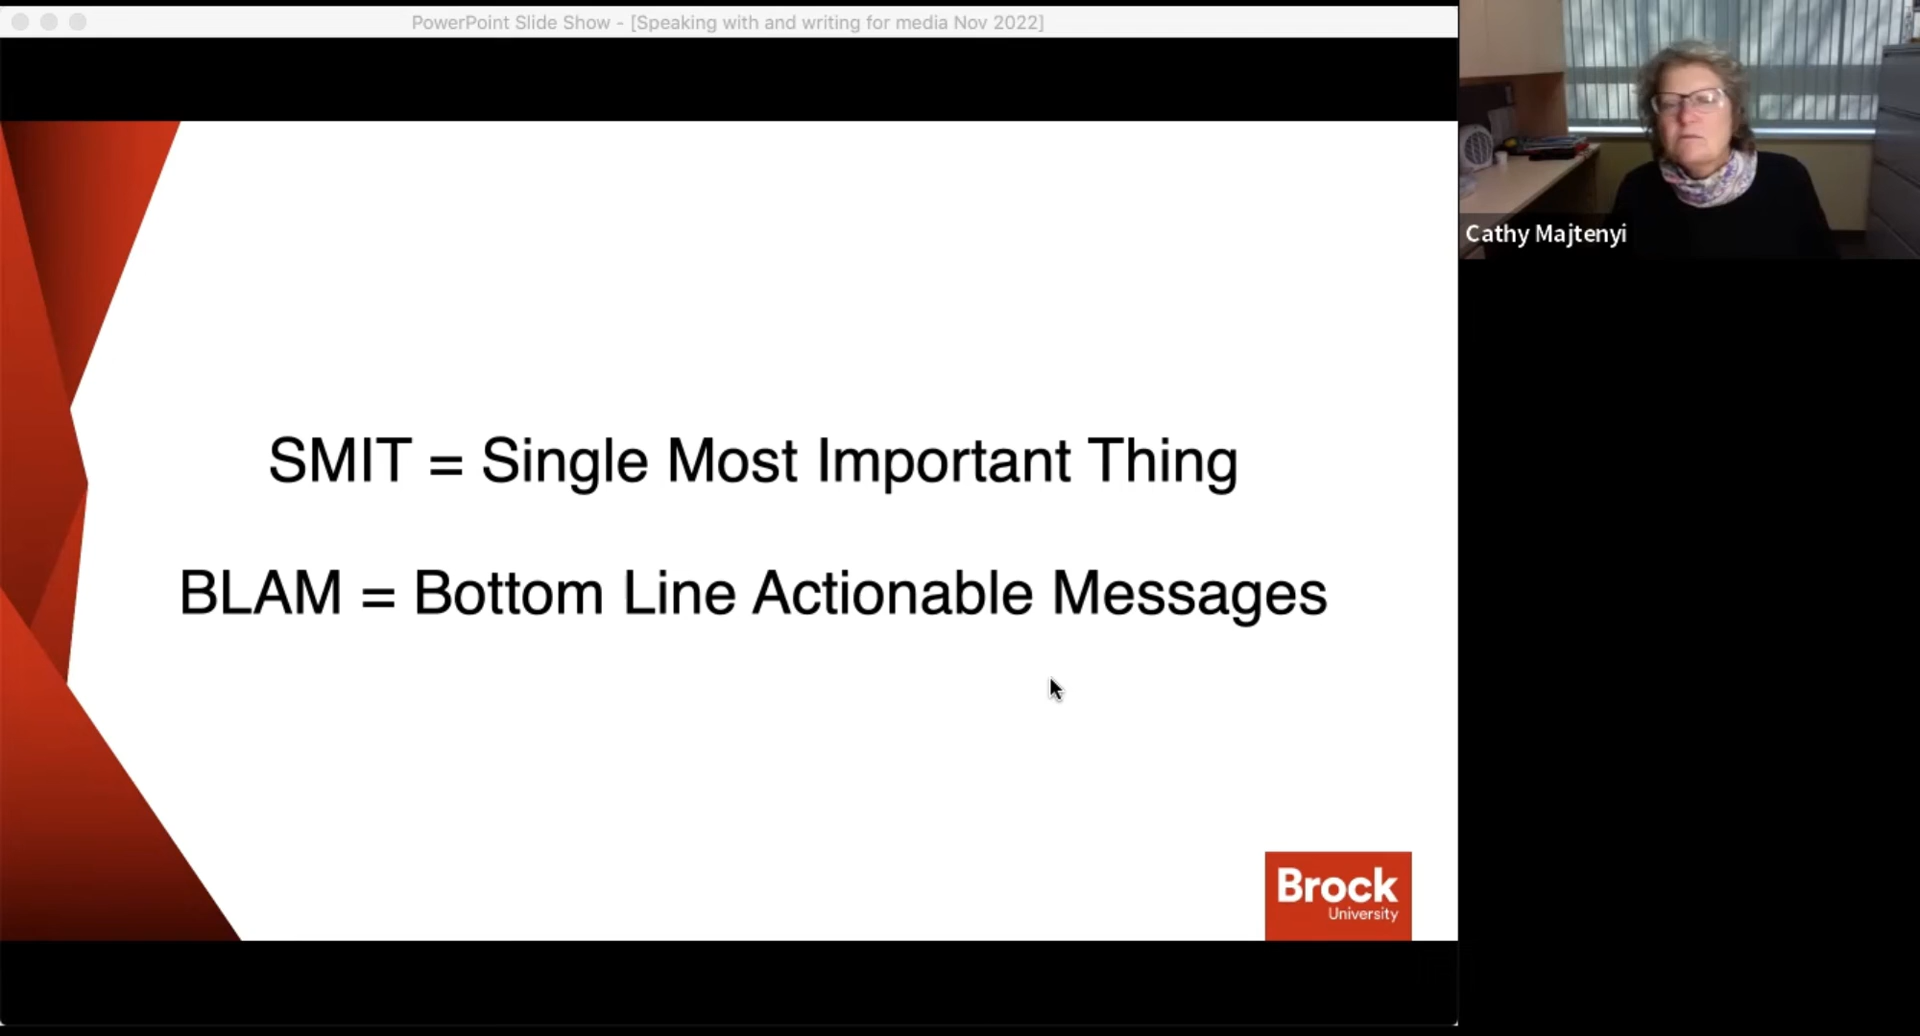 PowerPoint Slide Show - [Speaking with and writing for media Nov 2022]
Cathy Majtenyi
SMIT = Single Most Important Thing
BLAM = Bottom Line Actionable Messages
Brock
University